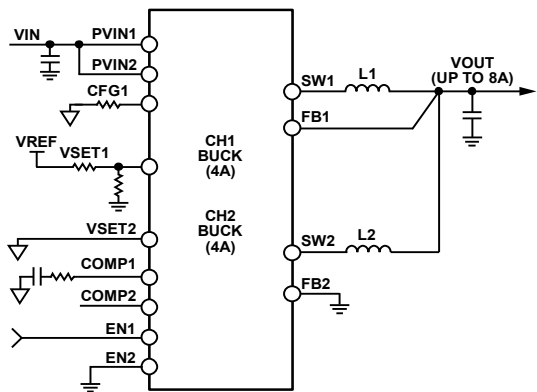 VIN
PVIN1
PVIN2
CFG1
VREF
VSET1
VSET2
COMP1
COMP2
EN1
EN2
CH1
BUCK
(4A)
CH2
BUCK
(4A)
SW1
L1
FB1
VOUT
(UP TO 8A)
SW2
L2
FB2